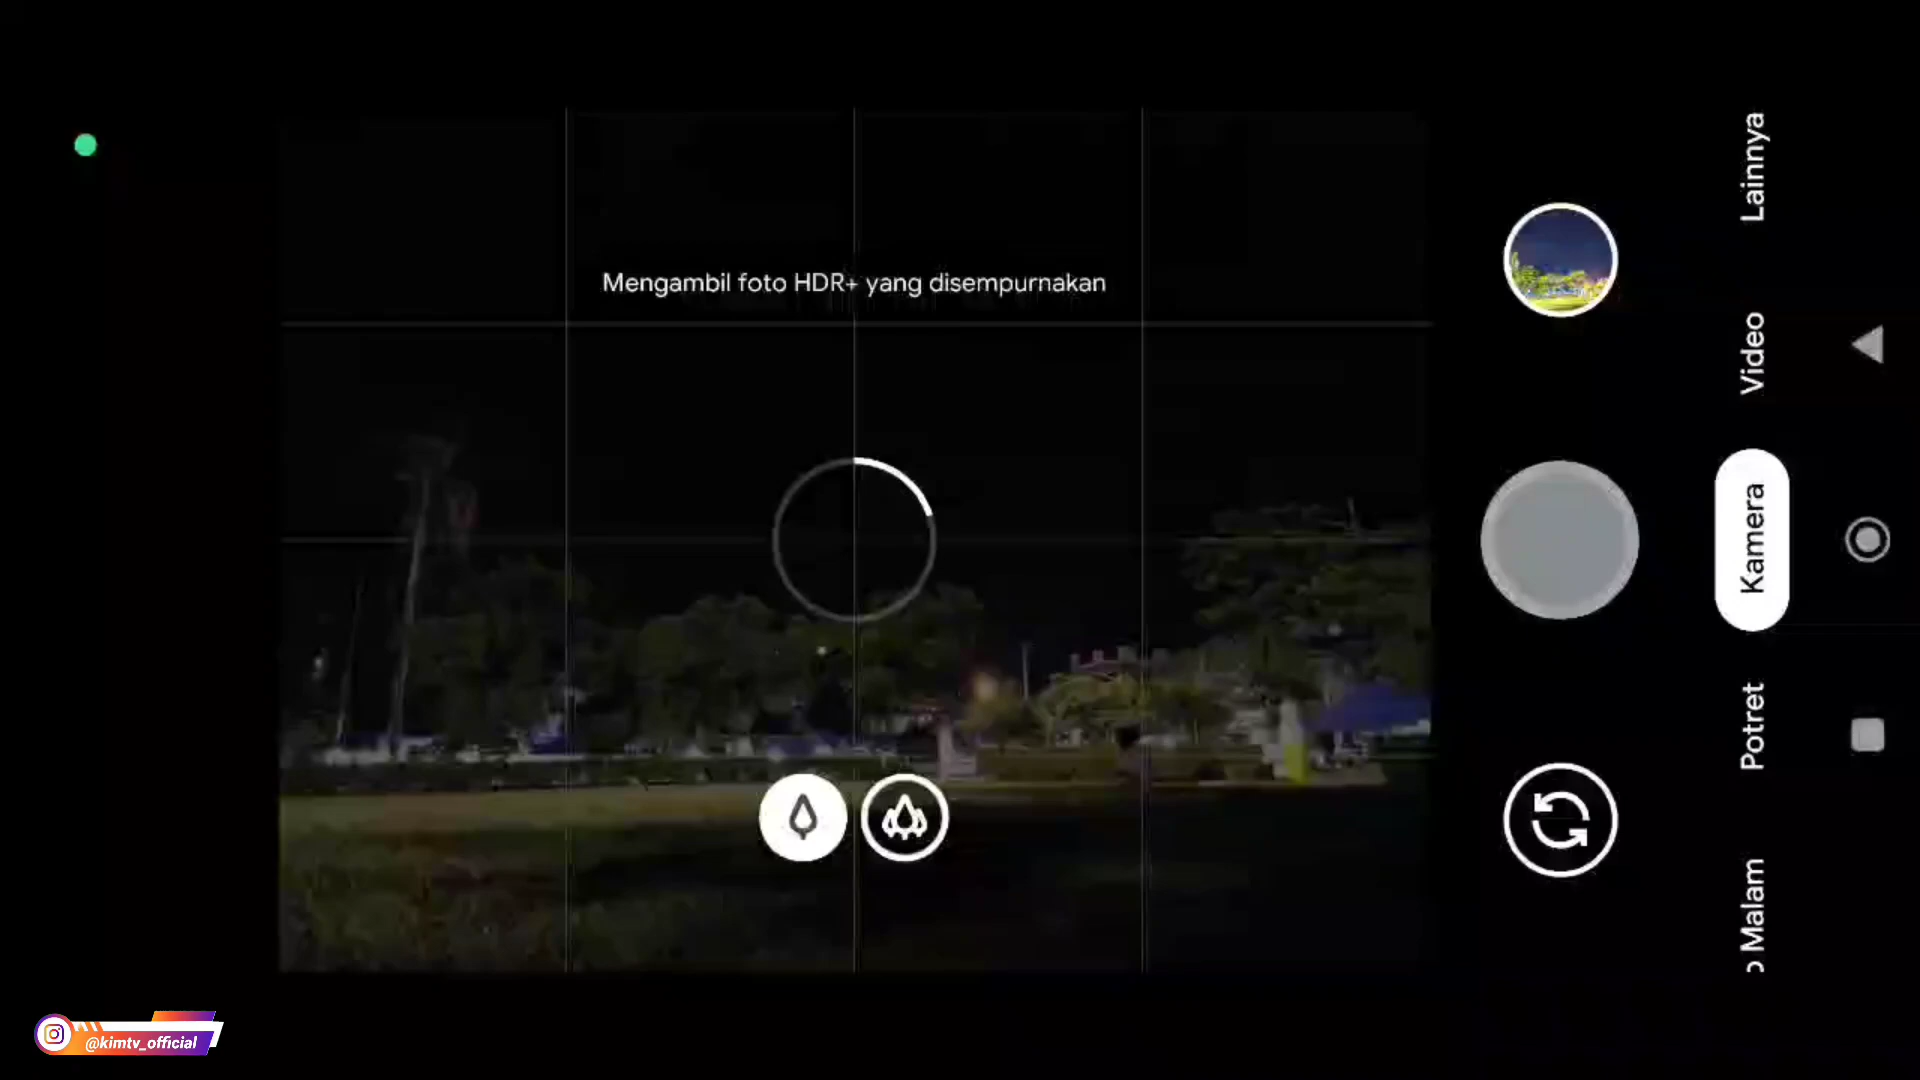 Mengambil foto HDR+ yang disempurnakan
Lainnya
Video
Kamera
Potret
Malam
@kimtv_official